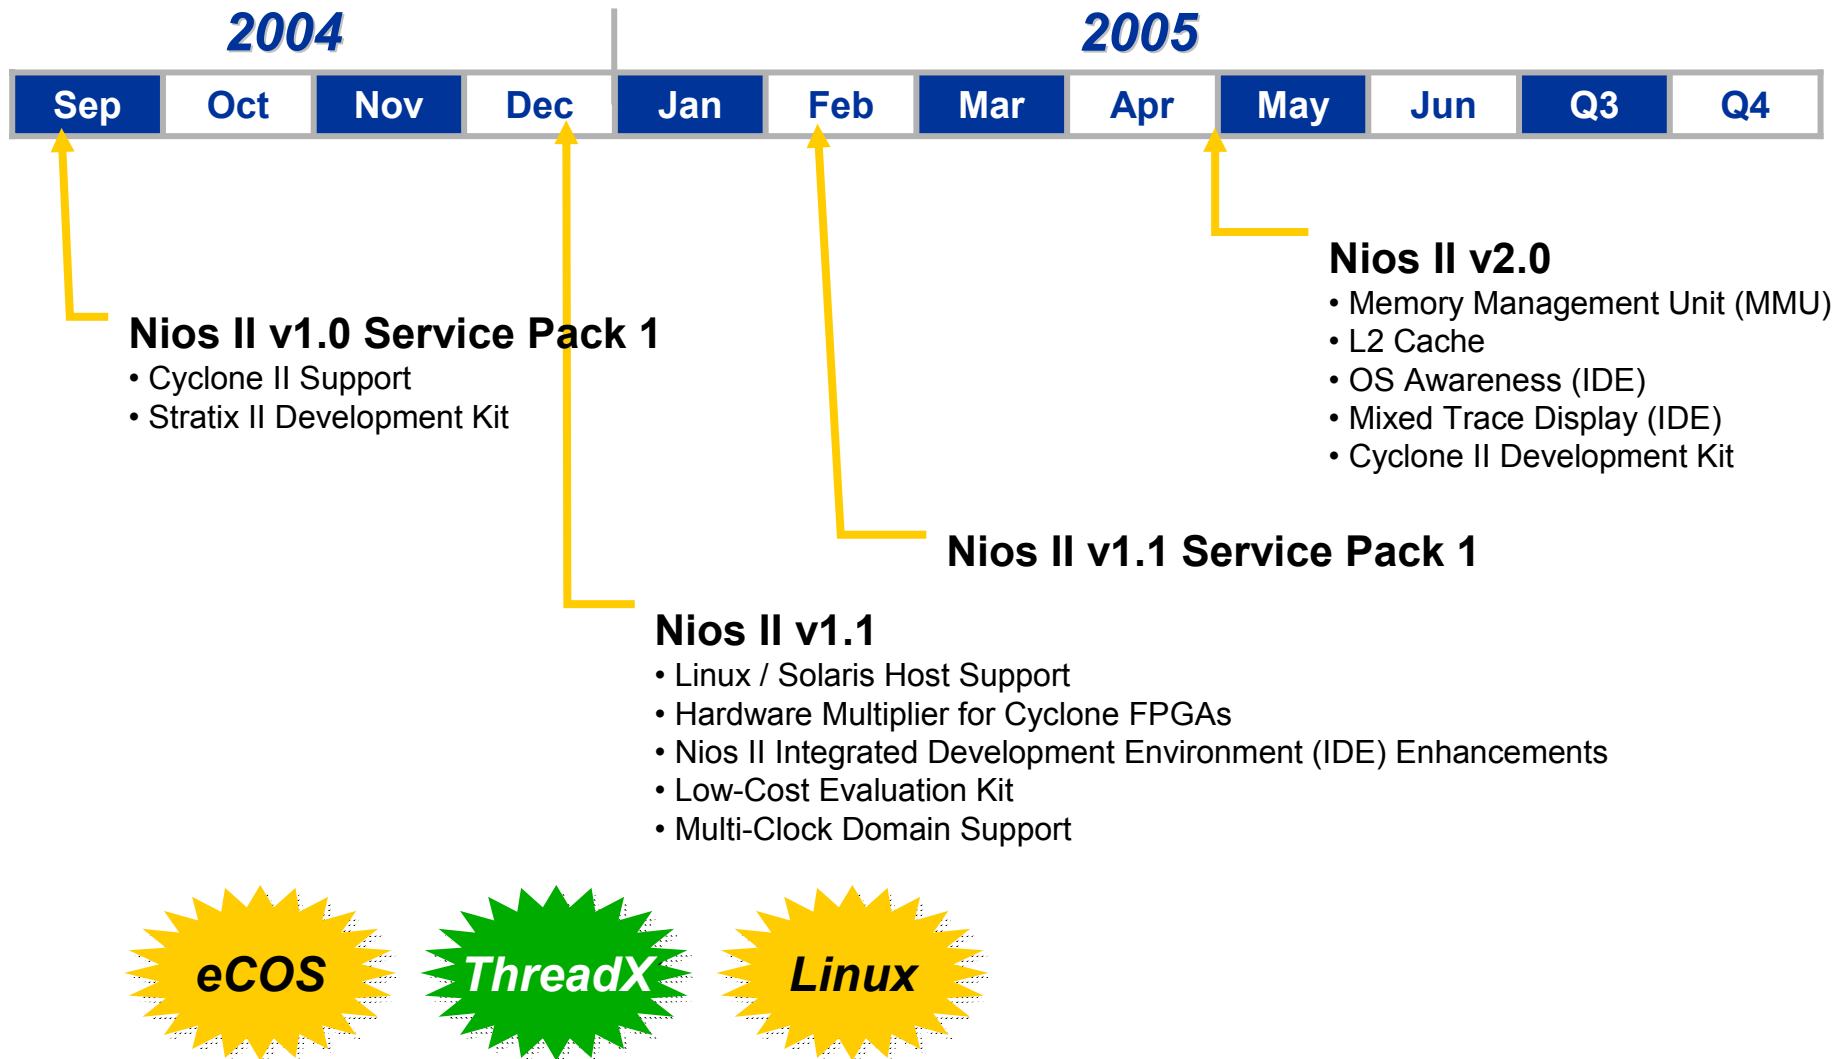 2004 2005
Sep Oct Nov Dec Jan Feb Mar Apr May Jun Q3 Q4
Nios II v1.0 Service Pack 1
• Cyclone II Support
• Stratix II Development Kit
Nios II v2.0
• Memory Management Unit (MMU)
• L2 Cache
• OS Awareness (IDE)
• Mixed Trace Display (IDE)
• Cyclone II Development Kit
Nios II v1.1 Service Pack 1
Nios II v1.1
• Linux / Solaris Host Support
• Hardware Multiplier for Cyclone FPGAs
• Nios II Integrated Development Environment (IDE) Enhancements
• Low-Cost Evaluation Kit
• Multi-Clock Domain Support
eCOS ThreadX Linux